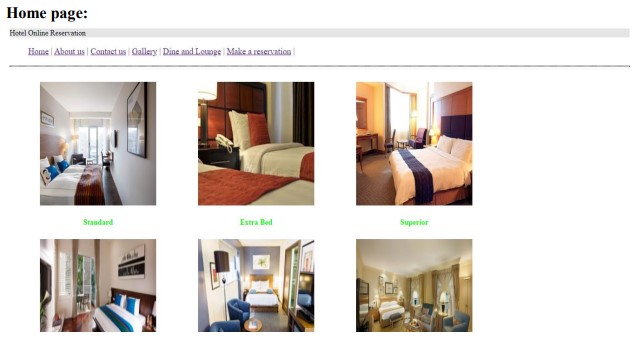 Home page:
Hotel Online Reservation
Home | About us | Contact us | Gallery | Dine and Lounge | Make a reservation |
Standard Extra Bed Superior